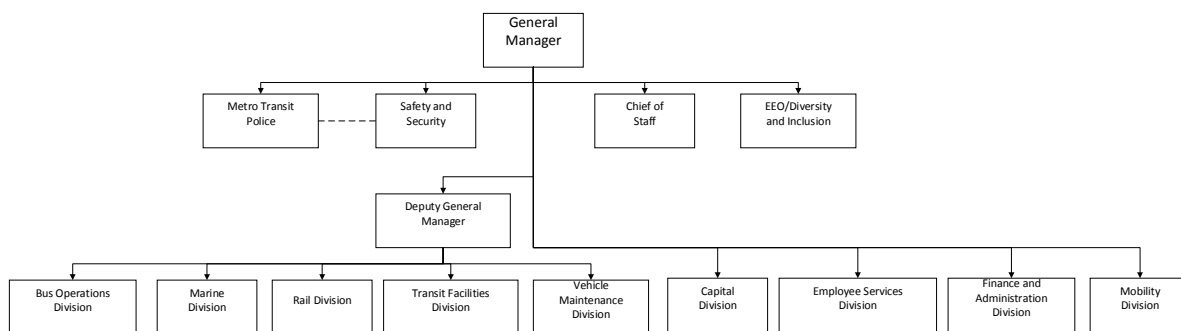 General
Manager
Metro Transit
Police
Safety and
Security
Chief of
Staff
EEO/Diversity
and Inclusion
Deputy General
Manager
Bus Operations
Division
Marine
Division
Rail Division
Transit Facilities
Division
Vehicle
Maintenance
Division
Capital
Division
Employee Services
Division
Finance and
Administration
Division
Mobility
Division